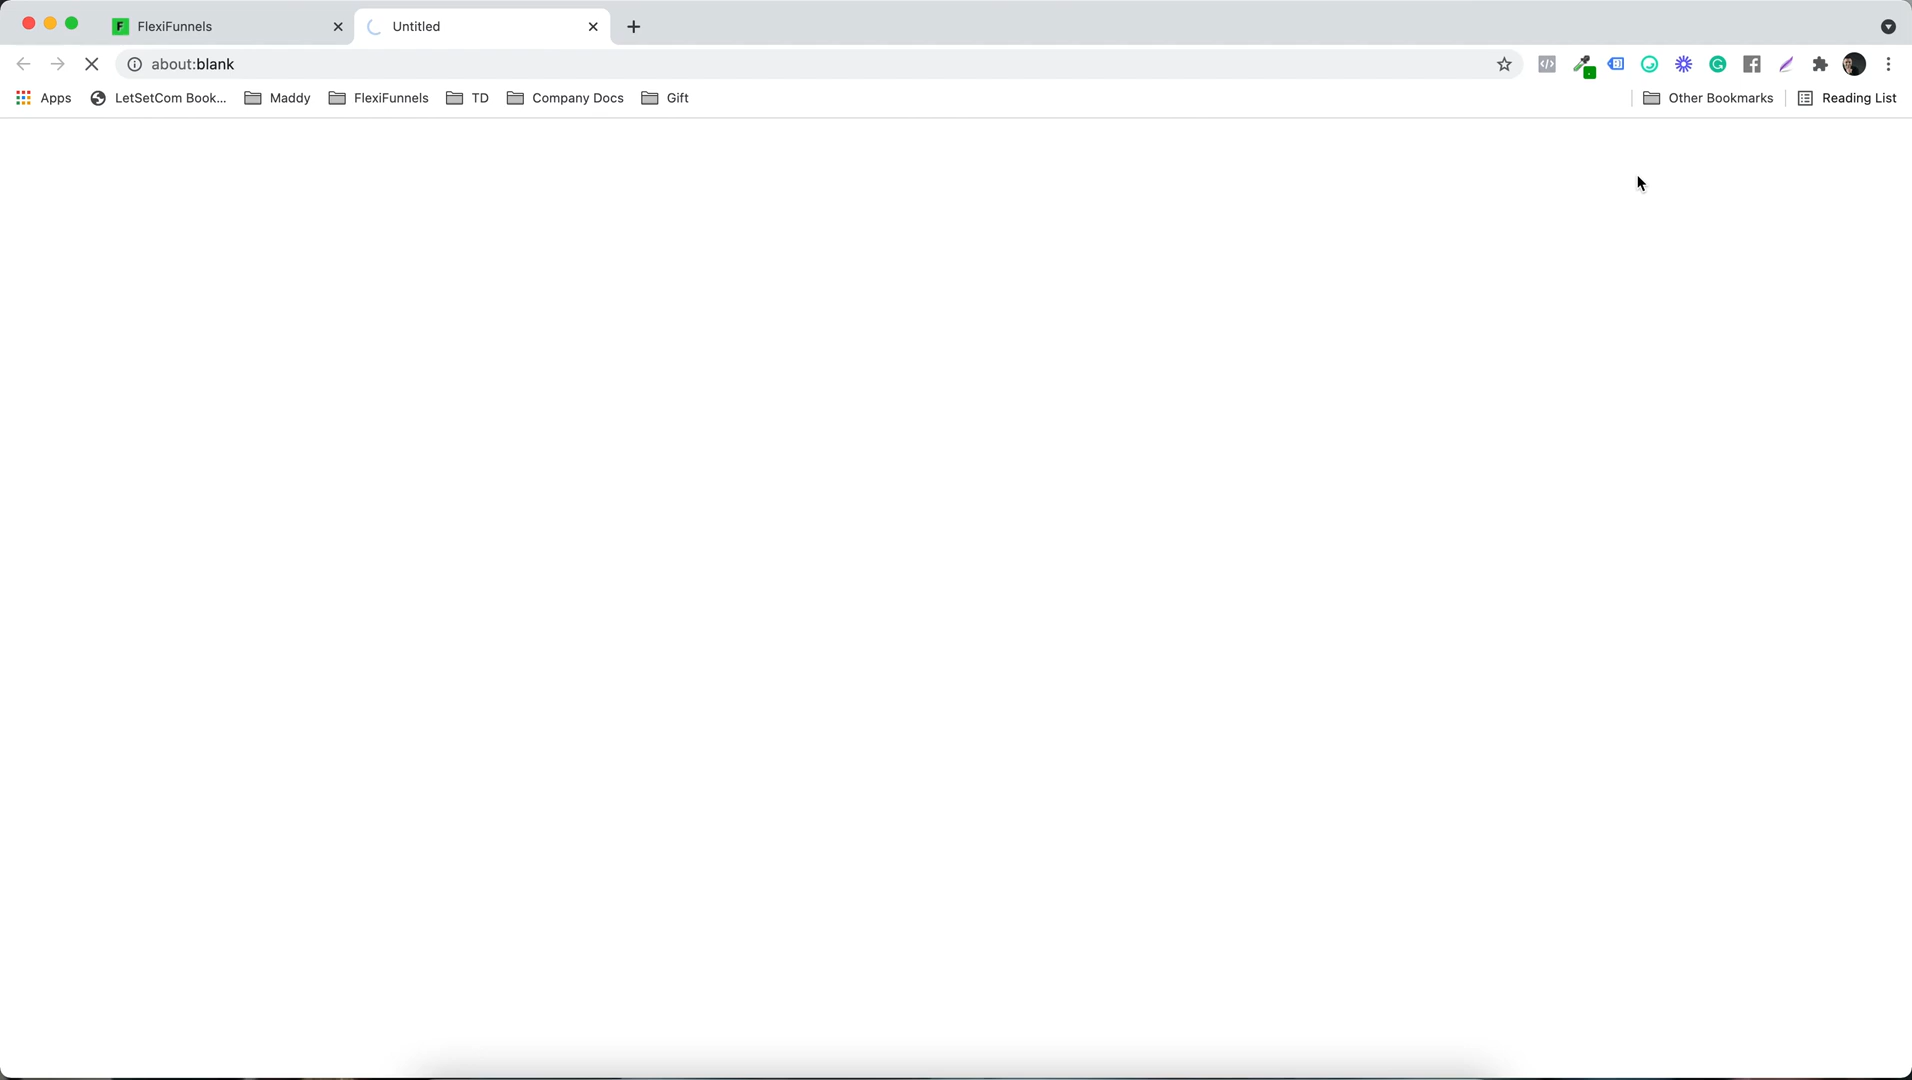 F FlexiFunnels
Untitled
about:blank
Apps
LetSetCom Book...
Maddy
FlexiFunnels
TD
Company Docs
Gift
Other Bookmarks
Reading List